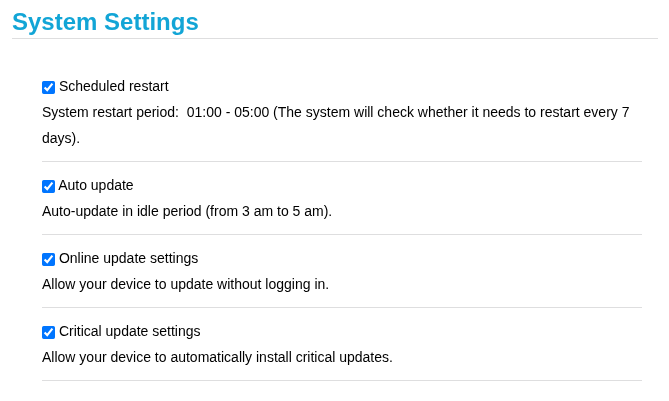 System Settings
Scheduled restart
System restart period:  01:00 - 05:00 (The system will check whether it needs to restart every 7
days).
Auto update
Auto-update in idle period (from 3 am to 5 am).
Online update settings
Allow your device to update without logging in.
Critical update settings
Allow your device to automatically install critical updates.